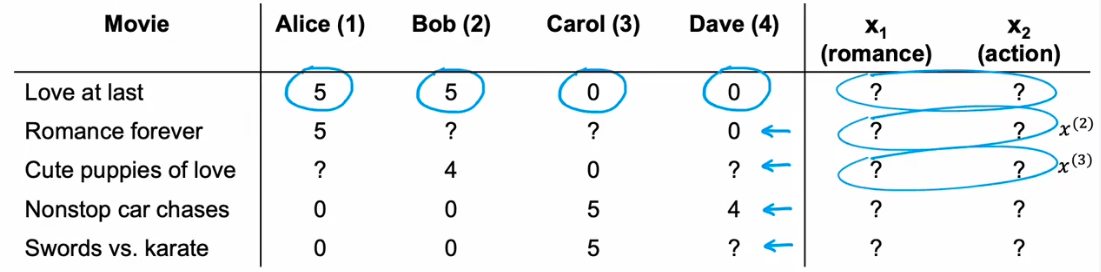 Movie Alice (1) Bob (2) Carol (3) Dave (4) x₁ (romance) x₂ (action)
Love at last 5 5 0 0 ? ?
Romance forever 5 ? ? 0 ? ? x⁽²⁾
Cute puppies of love ? 4 0 ? ? ? x⁽³⁾
Nonstop car chases 0 0 5 4 ? ?
Swords vs. karate 0 0 5 ? ? ?